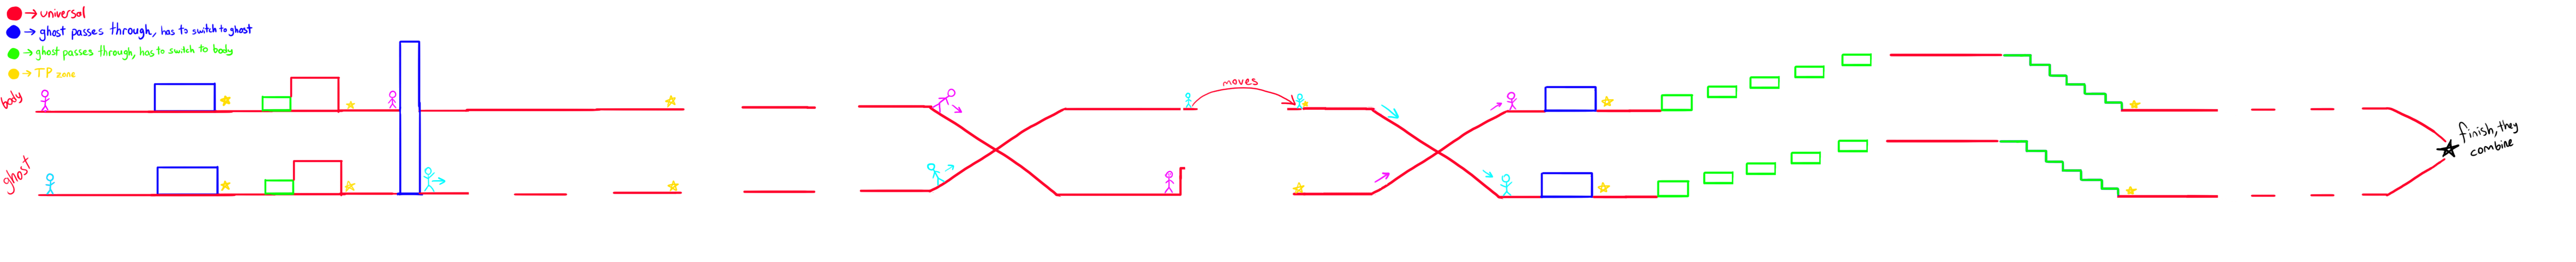 → universal
→ ghost passes through, has to switch to ghost
→ ghost passes through, has to switch to body
→ TP zone
body
moves
ghost
finish, they
combine